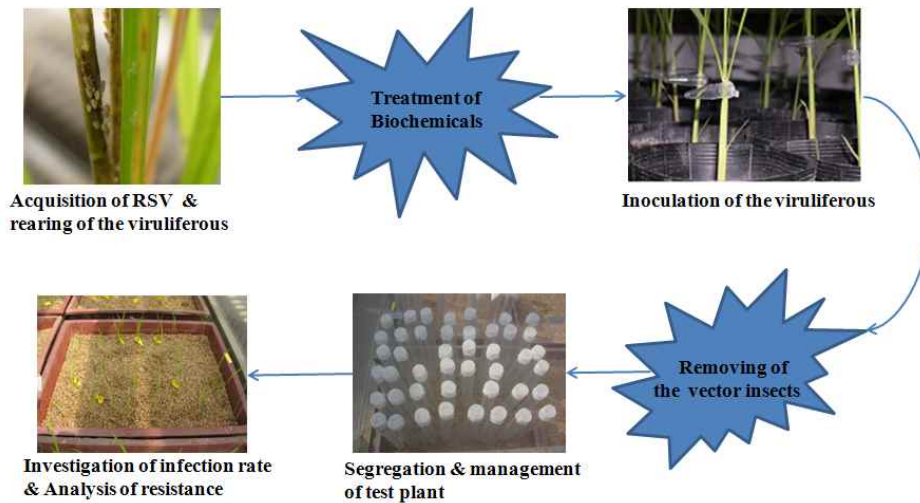 Acquisition of RSV &
rearing of the viruliferous
Treatment of
Biochemicals
Inoculation of the viruliferous
Removing of
the vector insects
Segregation & management
of test plant
Investigation of infection rate
& Analysis of resistance